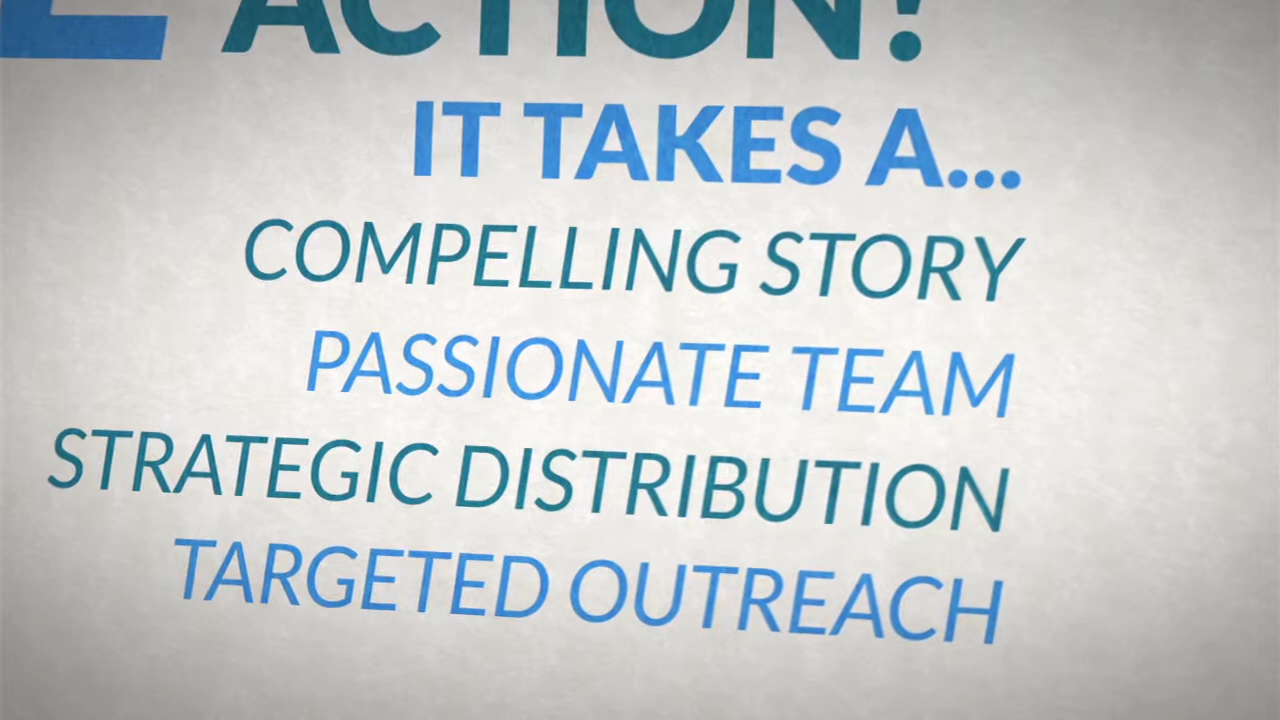 ACTION?
IT TAKES A...
COMPELLING STORY
PASSIONATE TEAM
STRATEGIC DISTRIBUTION
TARGETED OUTREACH